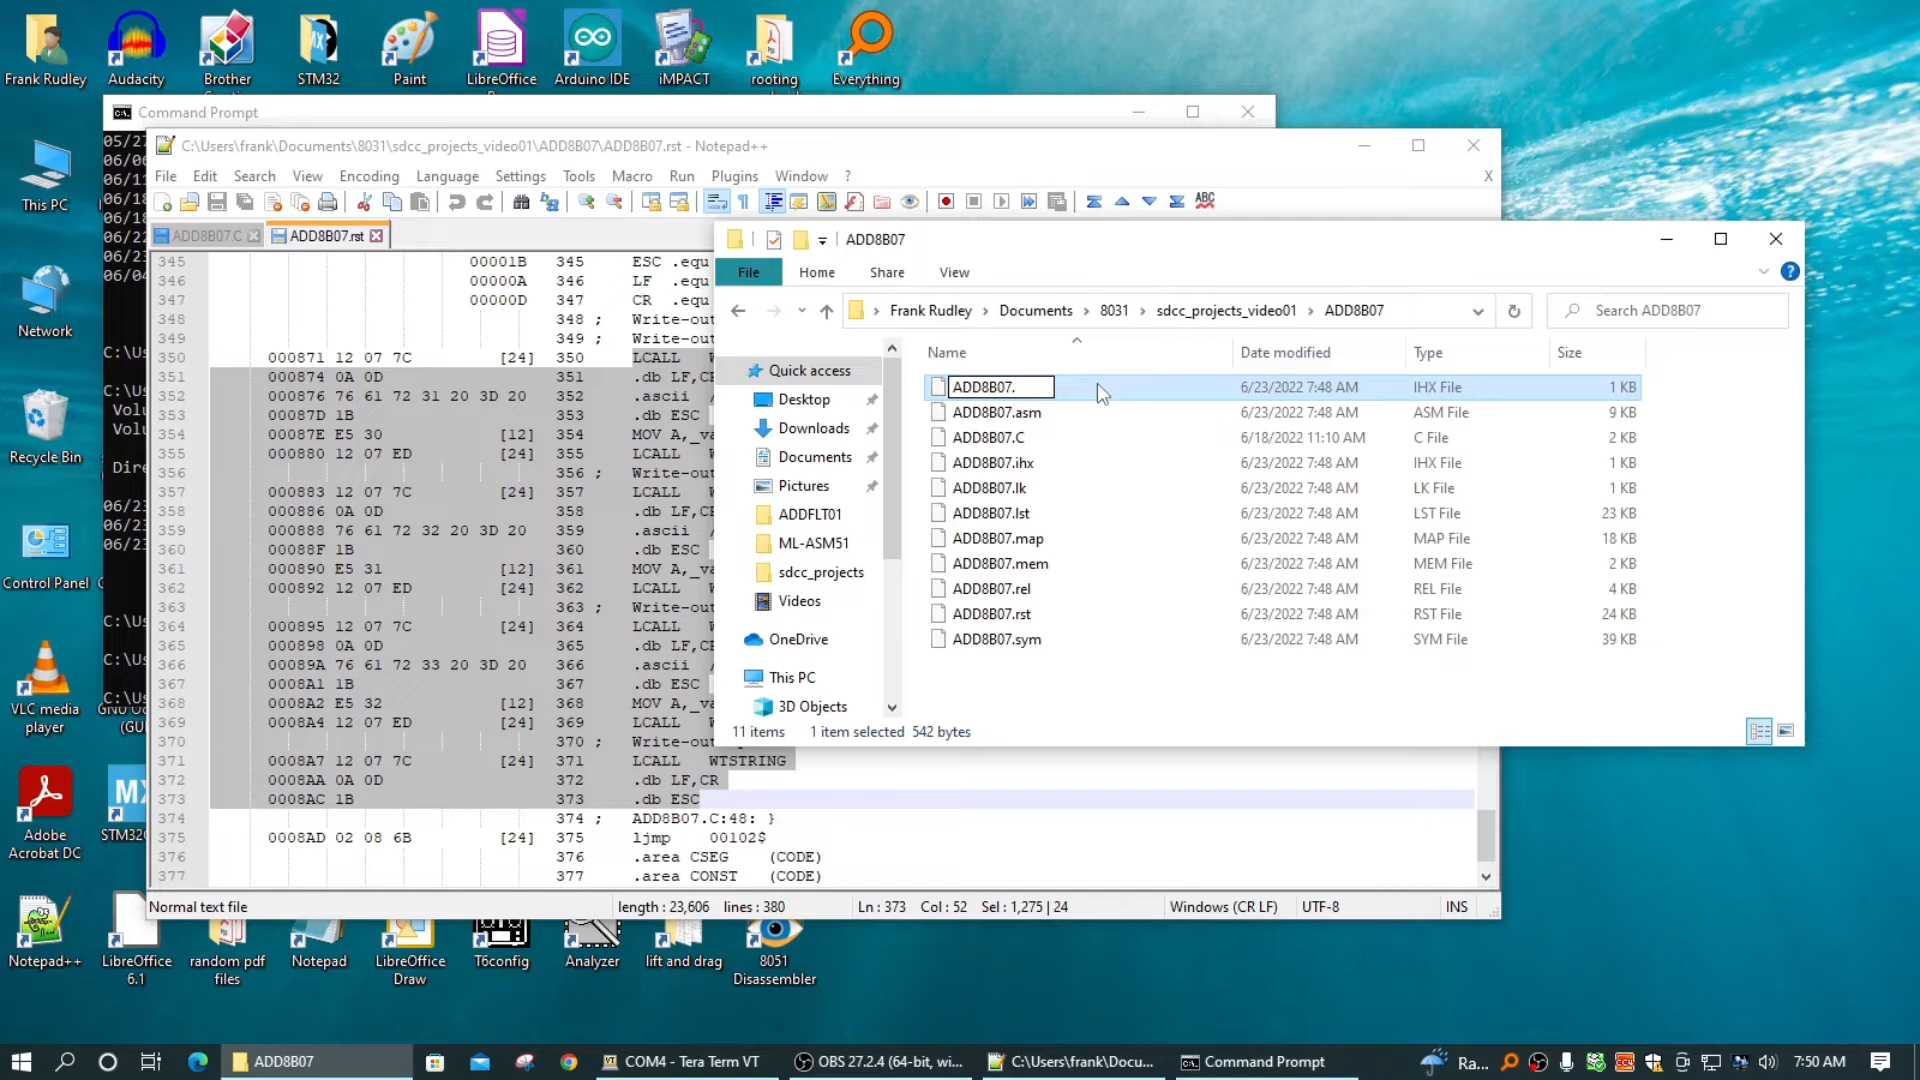 Frank Rudley
Audacity
Brother
STM32
Paint
LibreOffice
Arduino IDE
iMPACT
rooting
Everything
This PC
Network
Recycle Bin
Control Panel
VLC media
player
Adobe
Acrobat DC
Notepad++
LibreOffice
6.1
random pdf
files
Notepad
LibreOffice
Draw
T6config
Analyzer
lift and drag
8051
Disassembler
Command Prompt
C:\Users\frank\Documents\8031\sdcc_projects_video01\ADD8B07\ADD8B07.rst - Notepad++
File Edit Search View Encoding Language Settings Tools Macro Run Plugins Window ? X
ADD8B07.C ADD8B07.rst
345 00001B 345 ESC .equ
346 00000A 346 LF .equ
347 00000D 347 CR .equ
348 348 ; Write-out
349 349 ; Write-out
350 000871 12 07 7C [24] 350 LCALL
351 000874 0A 0D 351 .db LF,CR
352 000876 76 61 72 31 20 3D 20 352 .ascii
353 00087D 1B 353 .db ESC
354 00087E E5 30 [12] 354 MOV A,_va
355 000880 12 07 ED [24] 355 LCALL
356 356 ; Write-out
357 000883 12 07 7C [24] 357 LCALL
358 000886 0A 0D 358 .db LF,CR
359 000888 76 61 72 32 20 3D 20 359 .ascii
360 00088F 1B 360 .db ESC
361 000890 E5 31 [12] 361 MOV A,_va
362 000892 12 07 ED [24] 362 LCALL
363 363 ; Write-out
364 000895 12 07 7C [24] 364 LCALL
365 000898 0A 0D 365 .db LF,CR
366 00089A 76 61 72 33 20 3D 20 366 .ascii
367 0008A1 1B 367 .db ESC
368 0008A2 E5 32 [12] 368 MOV A,_va
369 0008A4 12 07 ED [24] 369 LCALL
370 370 ; Write-out
371 0008A7 12 07 7C [24] 371 LCALL WTSTRING
372 0008AA 0A 0D 372 .db LF,CR
373 0008AC 1B 373 .db ESC
374 374 ; ADD8B07.C:48: }
375 0008AD 02 08 6B [24] 375 ljmp 00102$
376 376 .area CSEG (CODE)
377 377 .area CONST (CODE)
Normal text file length : 23,606 lines : 380 Ln : 373 Col : 52 Sel : 1,275 | 24 Windows (CR LF) UTF-8 INS
ADD8B07
File Home Share View
Frank Rudley > Documents > 8031 > sdcc_projects_video01 > ADD8B07
Search ADD8B07
Quick access
Desktop
Downloads
Documents
Pictures
ADDFLT01
ML-ASM51
sdcc_projects
Videos
OneDrive
This PC
3D Objects
Name Date modified Type Size
ADD8B07. 6/23/2022 7:48 AM IHX File 1 KB
ADD8B07.asm 6/23/2022 7:48 AM ASM File 9 KB
ADD8B07.C 6/18/2022 11:10 AM C File 2 KB
ADD8B07.ihx 6/23/2022 7:48 AM IHX File 1 KB
ADD8B07.lk 6/23/2022 7:48 AM LK File 1 KB
ADD8B07.lst 6/23/2022 7:48 AM LST File 23 KB
ADD8B07.map 6/23/2022 7:48 AM MAP File 18 KB
ADD8B07.mem 6/23/2022 7:48 AM MEM File 2 KB
ADD8B07.rel 6/23/2022 7:48 AM REL File 4 KB
ADD8B07.rst 6/23/2022 7:48 AM RST File 24 KB
ADD8B07.sym 6/23/2022 7:48 AM SYM File 39 KB
11 items 1 item selected 542 bytes
ADD8B07
COM4 - Tera Term VT
OBS 27.2.4 (64-bit, wi...
C:\Users\frank\Docu...
Command Prompt
Ra...
7:50 AM